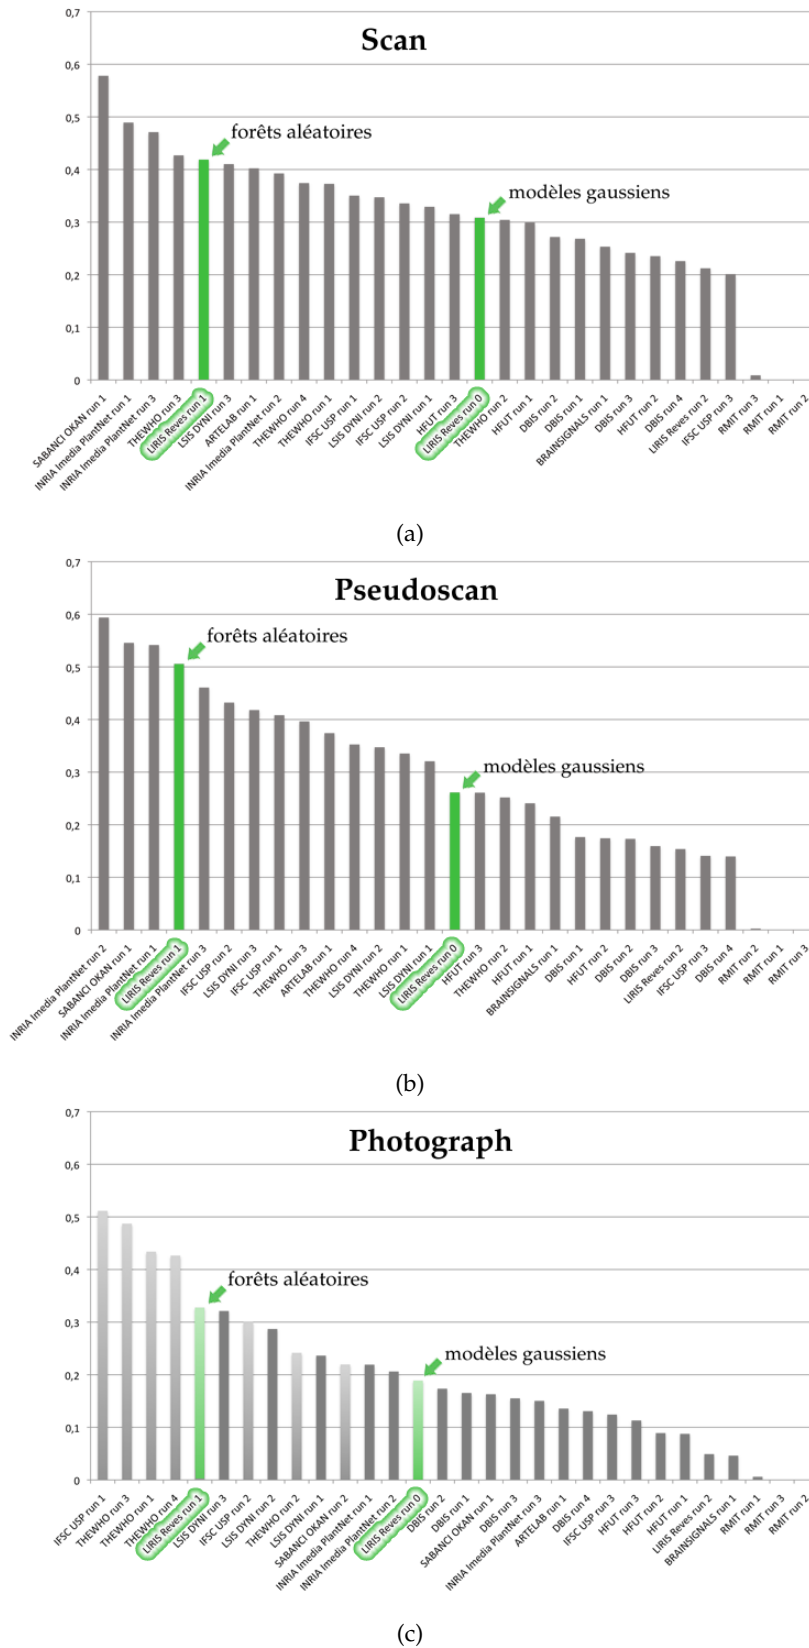 0,7
Scan
0,6
0,5
forêts aléatoires
0,4
modèles gaussiens
0,3
0,2
0,1
0
SABANCI OKAN run 1
INRIA Imedia PlantNet run 1
INRIA Imedia PlantNet run 3
THEWHO run 3
LIRIS Reves run 1
LSIS DYNI run 3
ARTELAB run 1
INRIA Imedia PlantNet run 2
THEWHO run 4
THEWHO run 1
IFSC USP run 1
LSIS DYNI run 2
IFSC USP run 2
LSIS DYNI run 1
HFUT run 3
LIRIS Reves run 0
THEWHO run 2
HFUT run 1
DBIS run 2
DBIS run 1
BRAINSIGNALS run 1
DBIS run 3
HFUT run 2
DBIS run 4
LIRIS Reves run 2
IFSC USP run 3
RMIT run 3
RMIT run 1
RMIT run 2
(a)
0,7
Pseudoscan
0,6
forêts aléatoires
0,5
0,4
0,3
modèles gaussiens
0,2
0,1
0
INRIA Imedia PlantNet run 2
SABANCI OKAN run 1
INRIA Imedia PlantNet run 1
LIRIS Reves run 1
INRIA Imedia PlantNet run 3
IFSC USP run 2
LSIS DYNI run 3
IFSC USP run 1
THEWHO run 3
ARTELAB run 1
THEWHO run 4
LSIS DYNI run 2
THEWHO run 1
LSIS DYNI run 1
LIRIS Reves run 0
HFUT run 3
THEWHO run 2
HFUT run 1
BRAINSIGNALS run 1
DBIS run 1
HFUT run 2
DBIS run 2
DBIS run 3
LIRIS Reves run 2
IFSC USP run 3
DBIS run 4
RMIT run 2
RMIT run 1
RMIT run 3
(b)
0,7
Photograph
0,6
0,5
0,4
forêts aléatoires
0,3
modèles gaussiens
0,2
0,1
0
IFSC USP run 1
THEWHO run 3
THEWHO run 1
THEWHO run 4
LIRIS Reves run 1
LSIS DYNI run 3
IFSC USP run 2
LSIS DYNI run 2
THEWHO run 2
LSIS DYNI run 1
SABANCI OKAN run 2
INRIA Imedia PlantNet run 1
INRIA Imedia PlantNet run 2
LIRIS Reves run 0
DBIS run 2
DBIS run 1
SABANCI OKAN run 1
DBIS run 3
INRIA Imedia PlantNet run 3
ARTELAB run 1
DBIS run 4
IFSC USP run 3
HFUT run 3
HFUT run 2
HFUT run 1
LIRIS Reves run 2
BRAINSIGNALS run 1
RMIT run 1
RMIT run 3
RMIT run 2
(c)